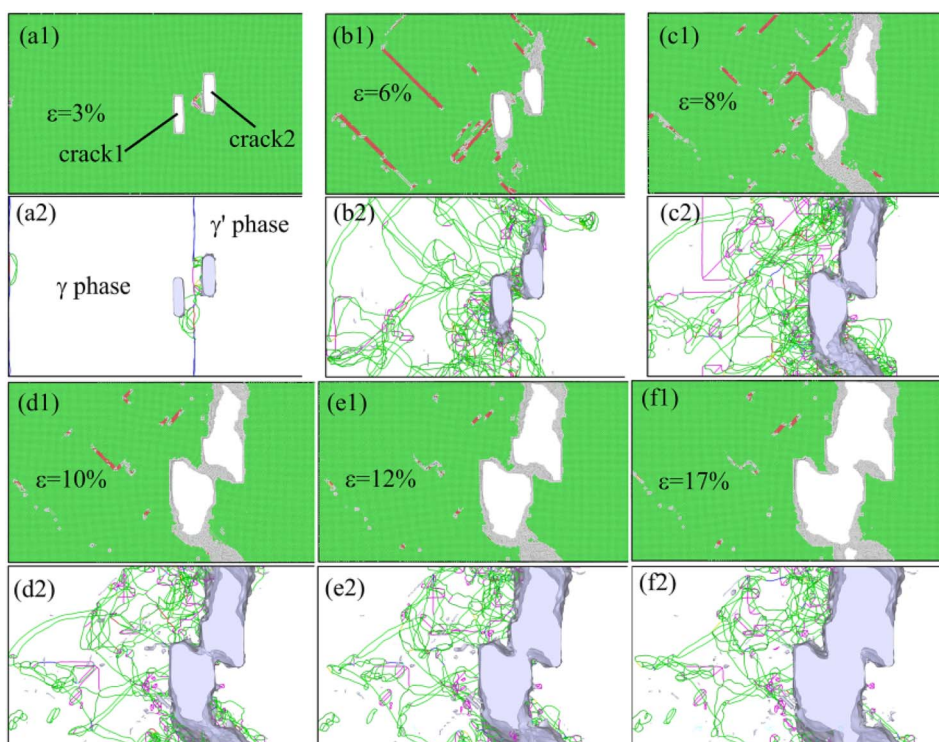 (a1)
ε=3%
crack1
crack2
(b1)
ε=6%
(c1)
ε=8%
(a2)
γ' phase
γ phase
(b2)
(c2)
(d1)
ε=10%
(e1)
ε=12%
(f1)
ε=17%
(d2)
(e2)
(f2)